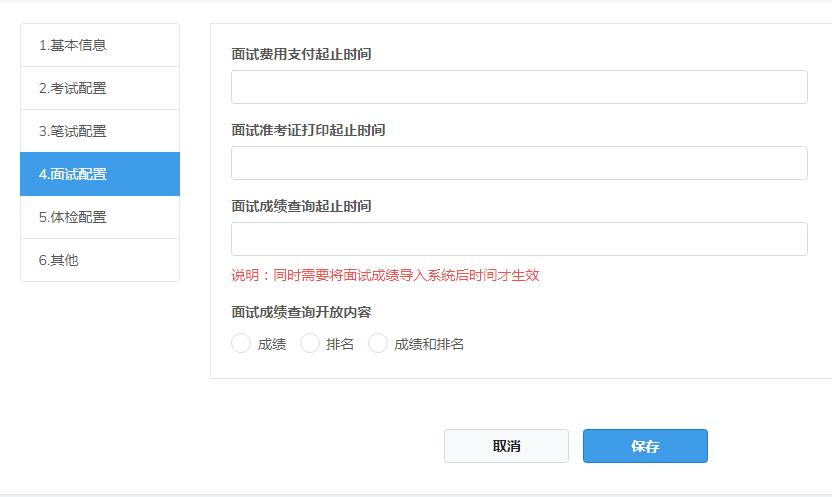 1.基本信息
2.考试配置
3.笔试配置
4.面试配置
5.体检配置
6.其他
面试费用支付起止时间
面试准考证打印起止时间
面试成绩查询起止时间
说明：同时需要将面试成绩导入系统后时间才生效
面试成绩查询开放内容
成绩 排名 成绩和排名
取消 保存